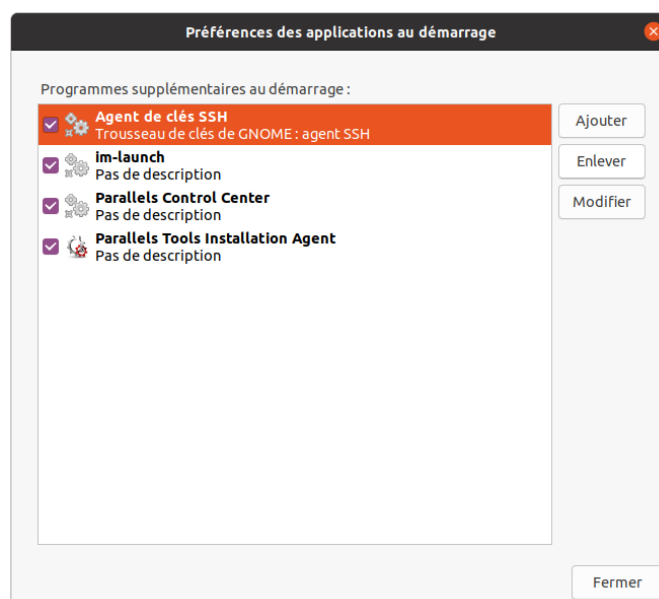 Préférences des applications au démarrage
Programmes supplémentaires au démarrage :
Agent de clés SSH
Trousseau de clés de GNOME : agent SSH
im-launch
Pas de description
Parallels Control Center
Pas de description
Parallels Tools Installation Agent
Pas de description
Ajouter
Enlever
Modifier
Fermer